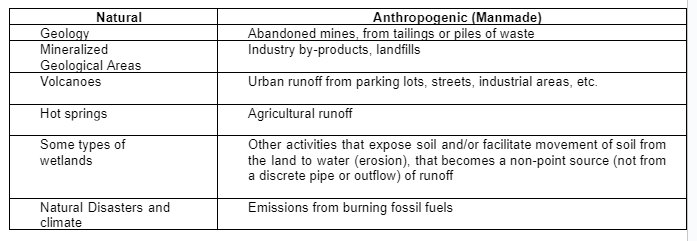 Natural Anthropogenic (Manmade)
Geology Abandoned mines, from tailings or piles of waste
Mineralized Industry by-products, landfills
Geological Areas
Volcanoes Urban runoff from parking lots, streets, industrial areas, etc.
Hot springs Agricultural runoff
Some types of Other activities that expose soil and/or facilitate movement of soil from
wetlands the land to water (erosion), that becomes a non-point source (not from
a discrete pipe or outflow) of runoff
Natural Disasters and Emissions from burning fossil fuels
climate